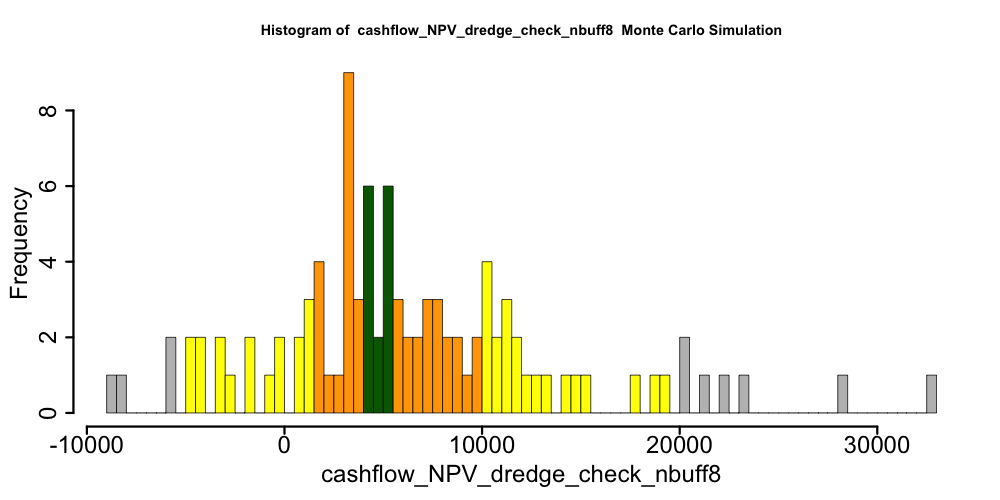 Histogram of  cashflow_NPV_dredge_check_nbuff8  Monte Carlo Simulation
Frequency
8
6
4
2
0
-10000 0 10000 20000 30000
cashflow_NPV_dredge_check_nbuff8